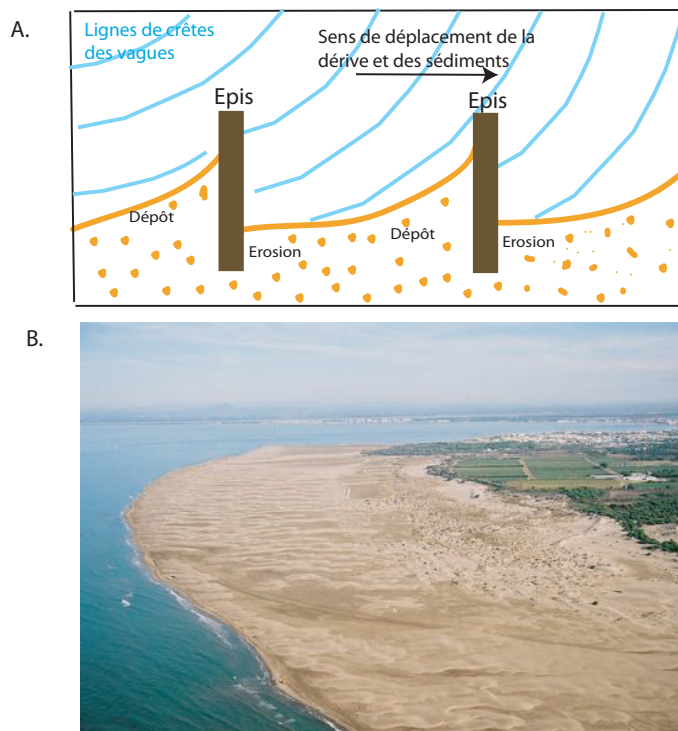 A.
Lignes de crêtes
des vagues
Sens de déplacement de la
dérive et des sédiments
Epis
Epis
Dépôt
Erosion
Dépôt
Erosion
B.